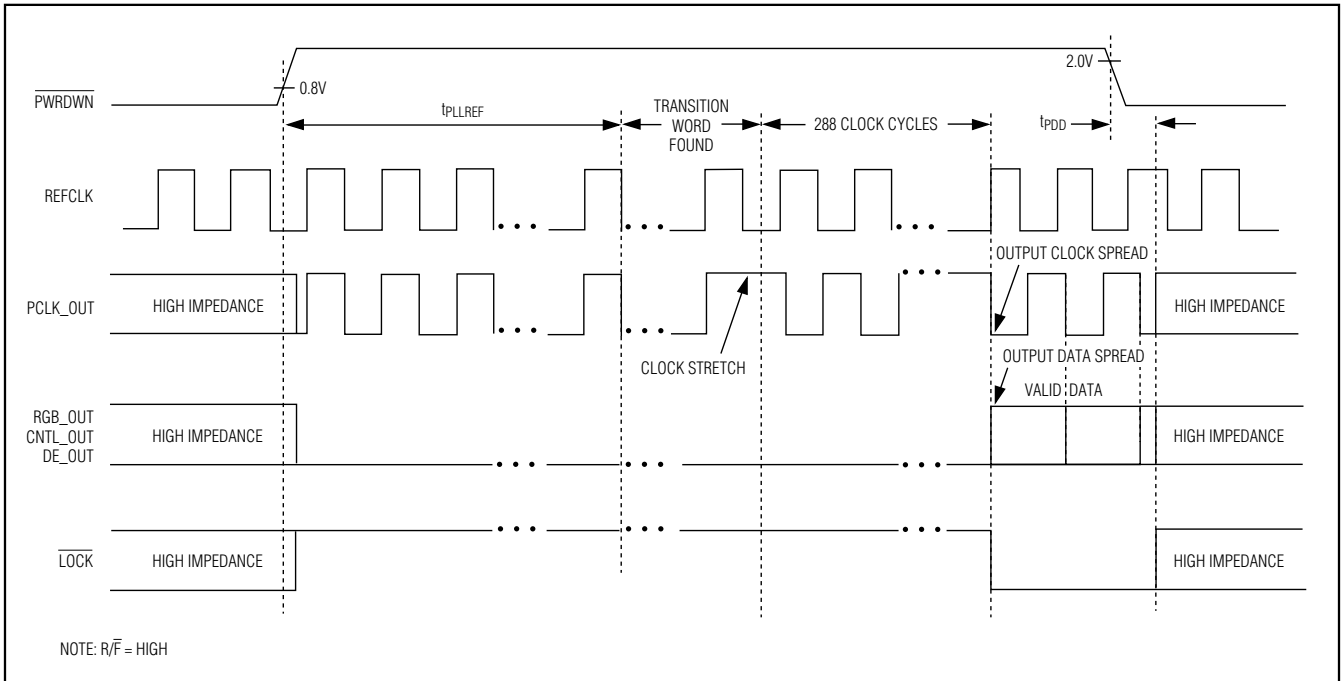 PWRDWN
0.8V
2.0V
tPLLREF
TRANSITION
WORD
FOUND
288 CLOCK CYCLES
tPDD
REFCLK
OUTPUT CLOCK SPREAD
PCLK_OUT
HIGH IMPEDANCE
HIGH IMPEDANCE
CLOCK STRETCH
OUTPUT DATA SPREAD
VALID DATA
RGB_OUT
CNTL_OUT
DE_OUT
HIGH IMPEDANCE
HIGH IMPEDANCE
LOCK
HIGH IMPEDANCE
HIGH IMPEDANCE
NOTE: R/F̅ = HIGH